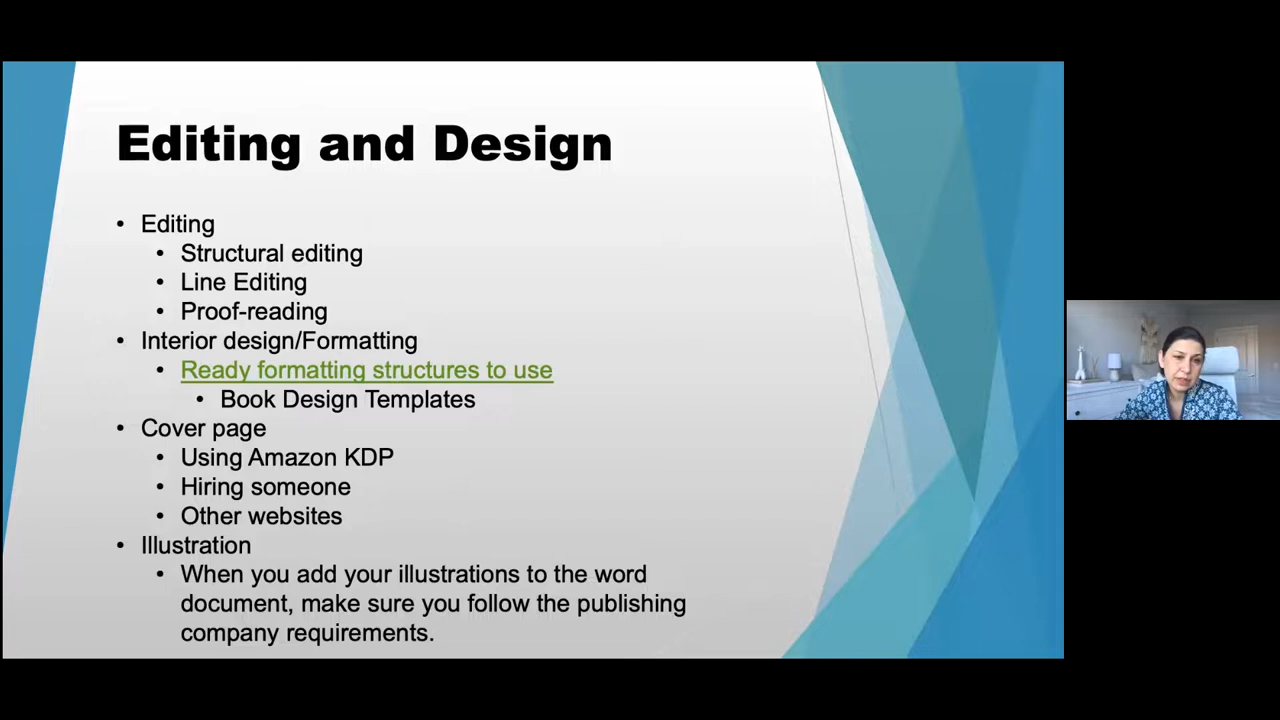 Editing and Design
• Editing
• Structural editing
• Line Editing
• Proof-reading
• Interior design/Formatting
• Ready formatting structures to use
• Book Design Templates
• Cover page
• Using Amazon KDP
• Hiring someone
• Other websites
• Illustration
• When you add your illustrations to the word
document, make sure you follow the publishing
company requirements.